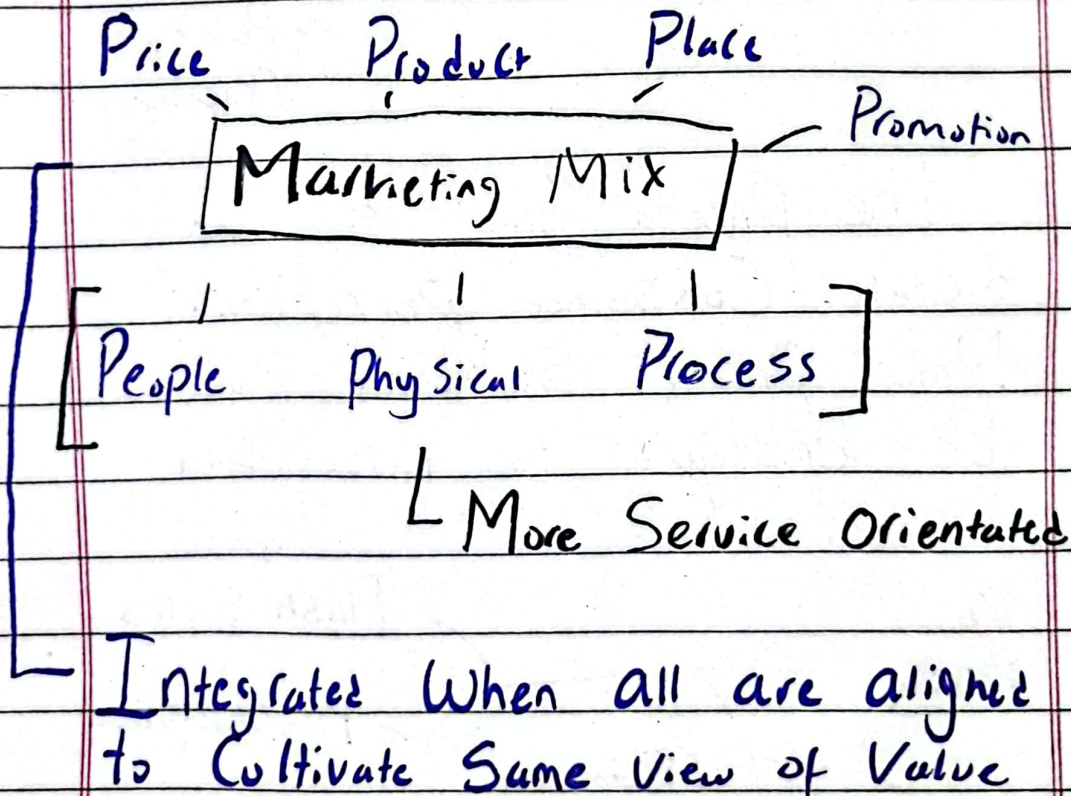 Price Product Place
Promotion
Marketing Mix
People Physical Process
More Service Orientated
Integrated When all are aligned
to Cultivate Same View of Value